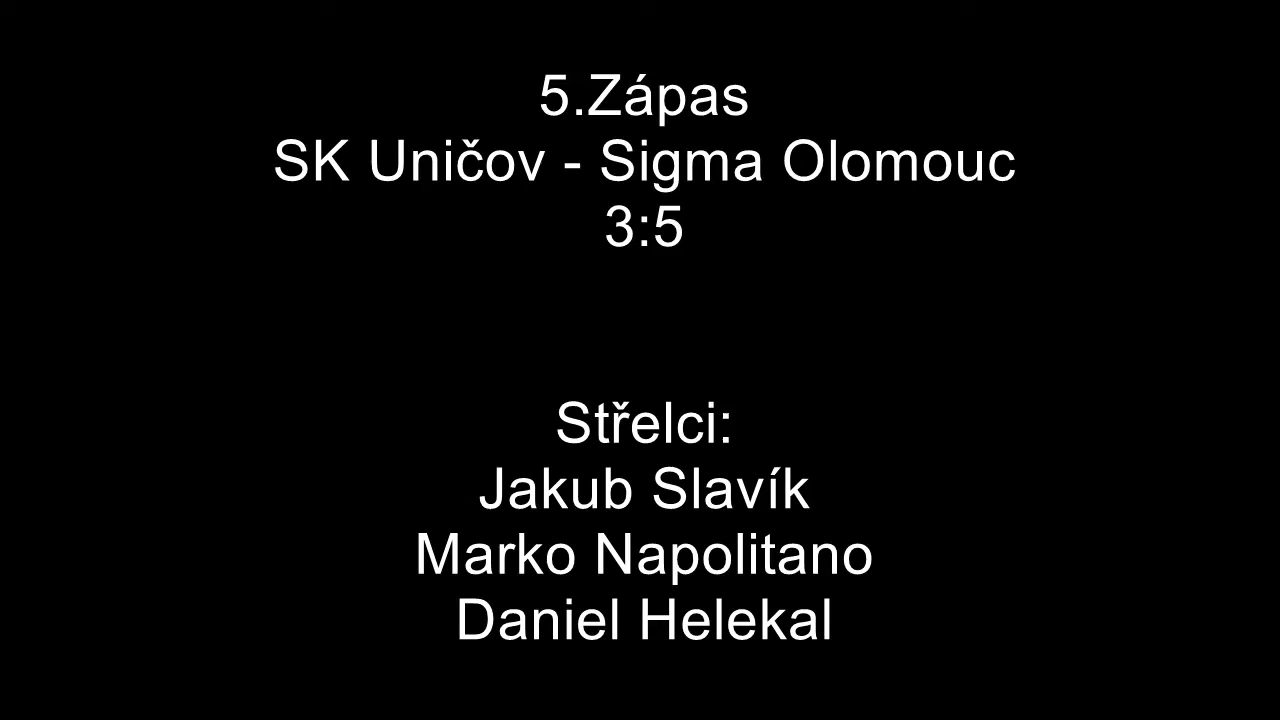 5.Zápas
SK Uničov - Sigma Olomouc
3:5
Střelci:
Jakub Slavík
Marko Napolitano
Daniel Helekal